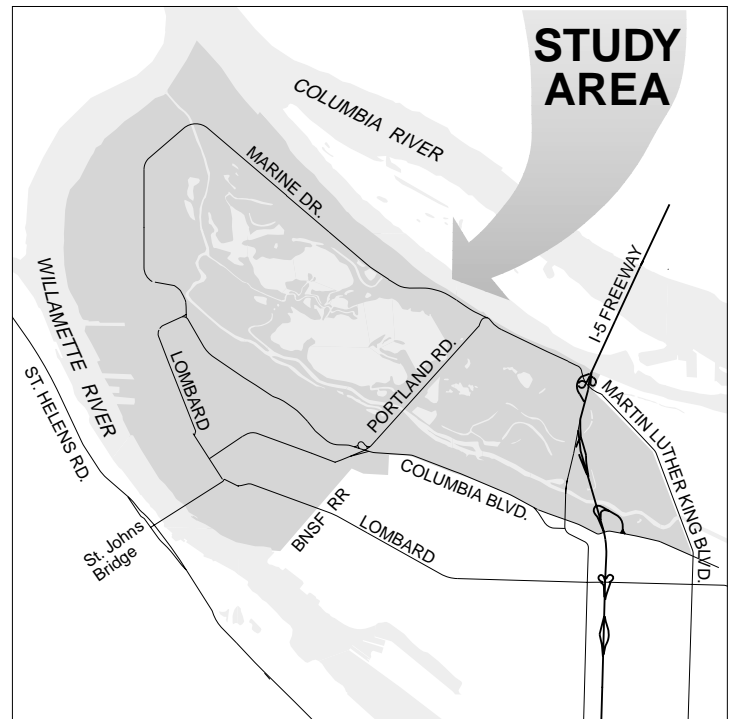 STUDY
AREA
COLUMBIA RIVER
MARINE DR.
I-5 FREEWAY
WILLAMETTE RIVER
LOMBARD
PORTLAND RD.
ST. HELENS RD.
MARTIN LUTHER KING BLVD.
COLUMBIA BLVD.
BNSF RR
LOMBARD
St. Johns
Bridge